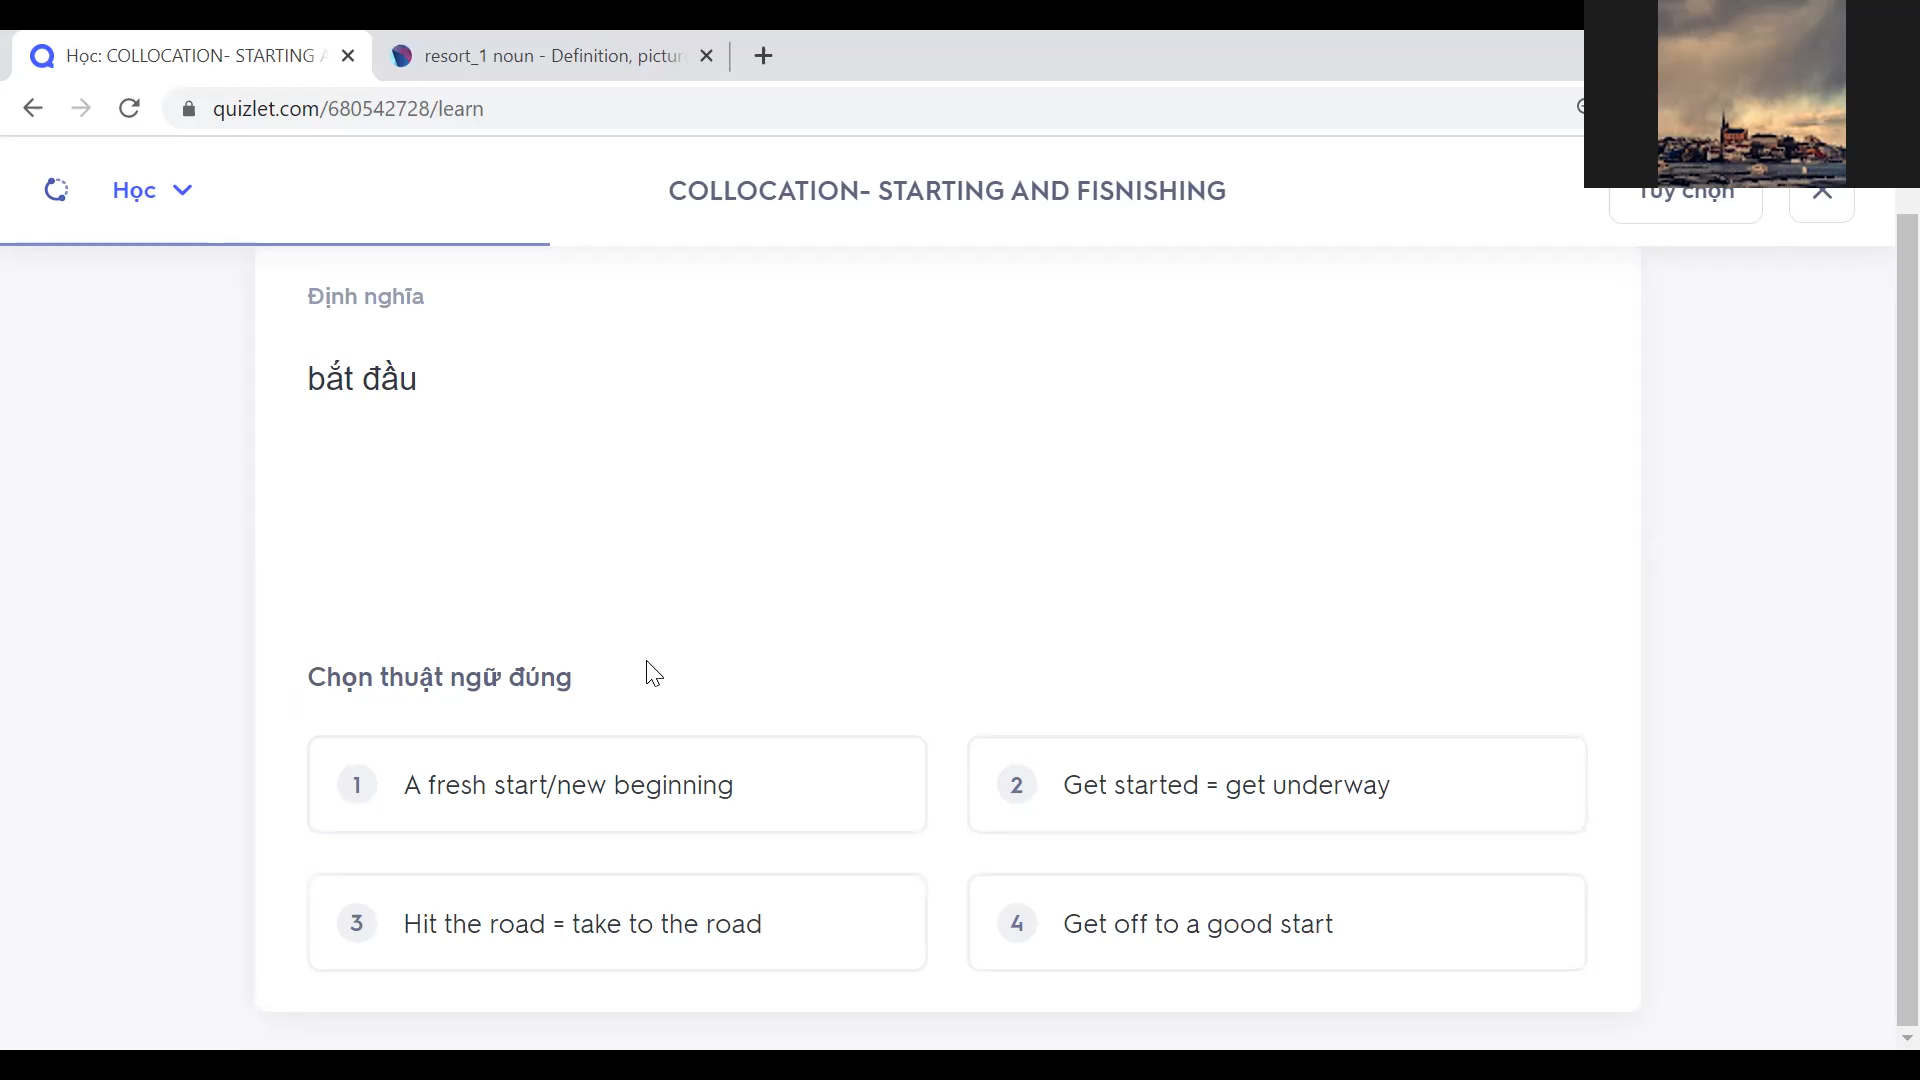 Học: COLLOCATION- STARTING
resort_1 noun - Definition, pictur
quizlet.com/680542728/learn
Học
COLLOCATION- STARTING AND FISNISHING
Tùy chọn
Định nghĩa
bắt đầu
Chọn thuật ngữ đúng
1 A fresh start/new beginning
2 Get started = get underway
3 Hit the road = take to the road
4 Get off to a good start